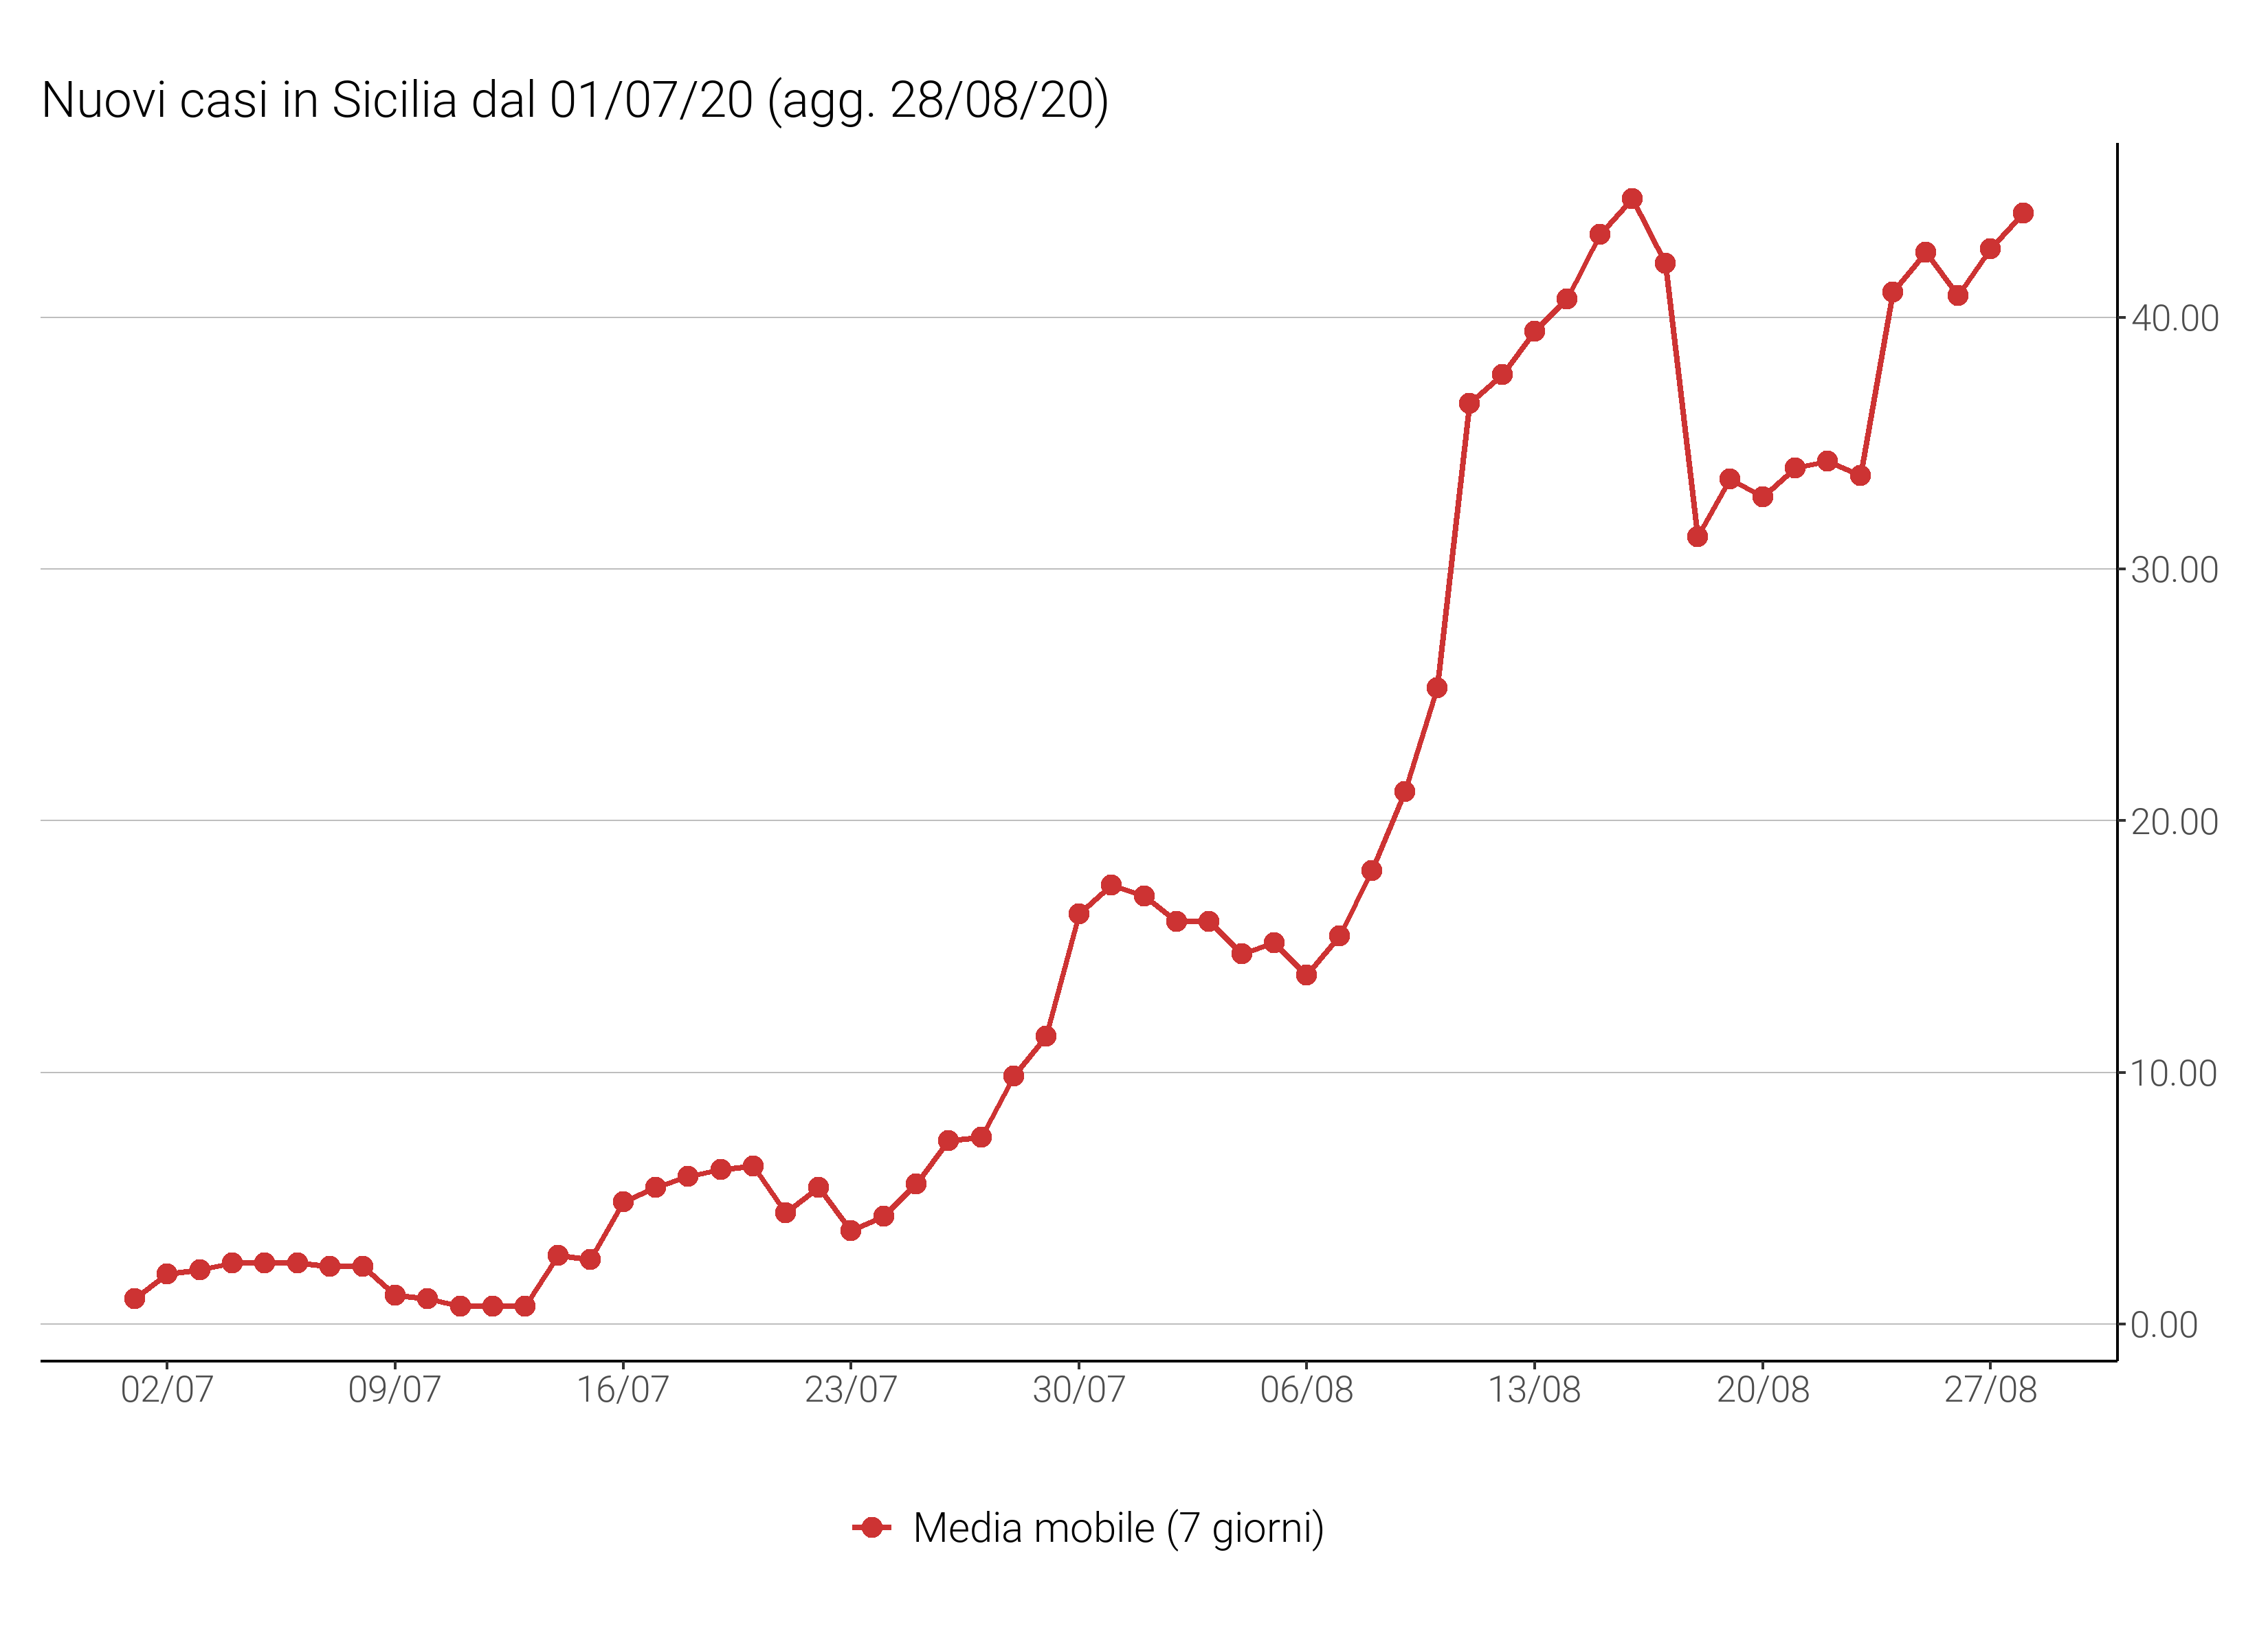 Nuovi casi in Sicilia dal 01/07/20 (agg. 28/08/20)
40.00
30.00
20.00
10.00
0.00
02/07 09/07 16/07 23/07 30/07 06/08 13/08 20/08 27/08
Media mobile (7 giorni)